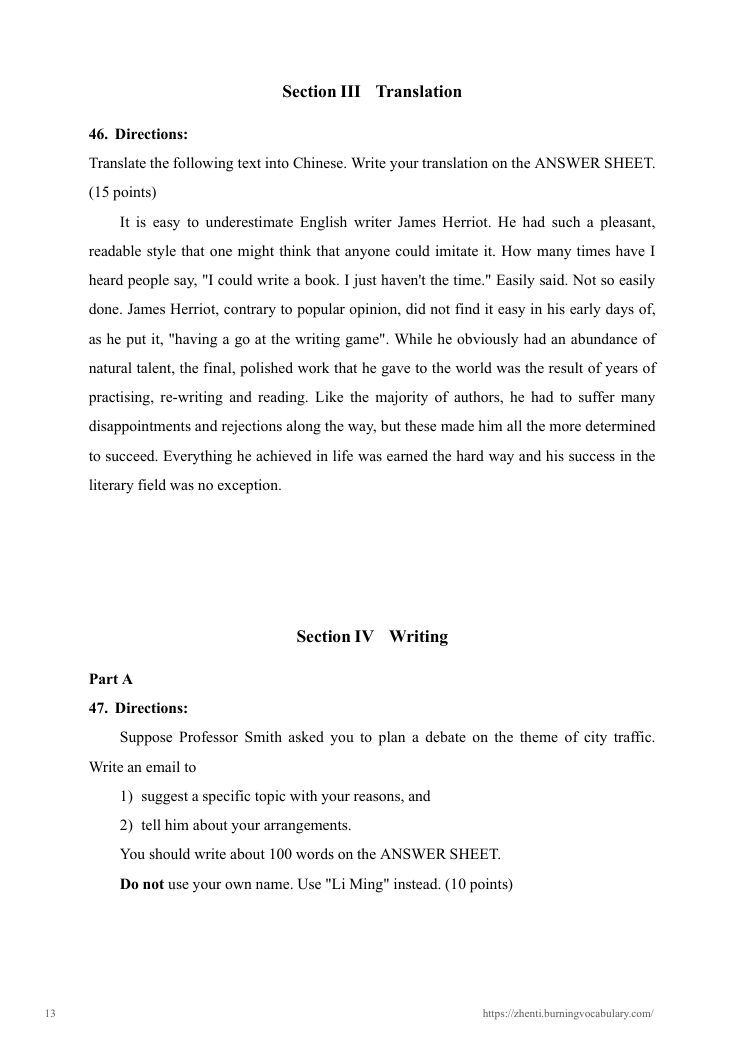 Section III Translation
46. Directions:
Translate the following text into Chinese. Write your translation on the ANSWER SHEET.
(15 points)
It is easy to underestimate English writer James Herriot. He had such a pleasant,
readable style that one might think that anyone could imitate it. How many times have I
heard people say, "I could write a book. I just haven't the time." Easily said. Not so easily
done. James Herriot, contrary to popular opinion, did not find it easy in his early days of,
as he put it, "having a go at the writing game". While he obviously had an abundance of
natural talent, the final, polished work that he gave to the world was the result of years of
practising, re-writing and reading. Like the majority of authors, he had to suffer many
disappointments and rejections along the way, but these made him all the more determined
to succeed. Everything he achieved in life was earned the hard way and his success in the
literary field was no exception.
Section IV Writing
Part A
47. Directions:
Suppose Professor Smith asked you to plan a debate on the theme of city traffic.
Write an email to
1) suggest a specific topic with your reasons, and
2) tell him about your arrangements.
You should write about 100 words on the ANSWER SHEET.
Do not use your own name. Use "Li Ming" instead. (10 points)
13 https://zhenti.burningvocabulary.com/